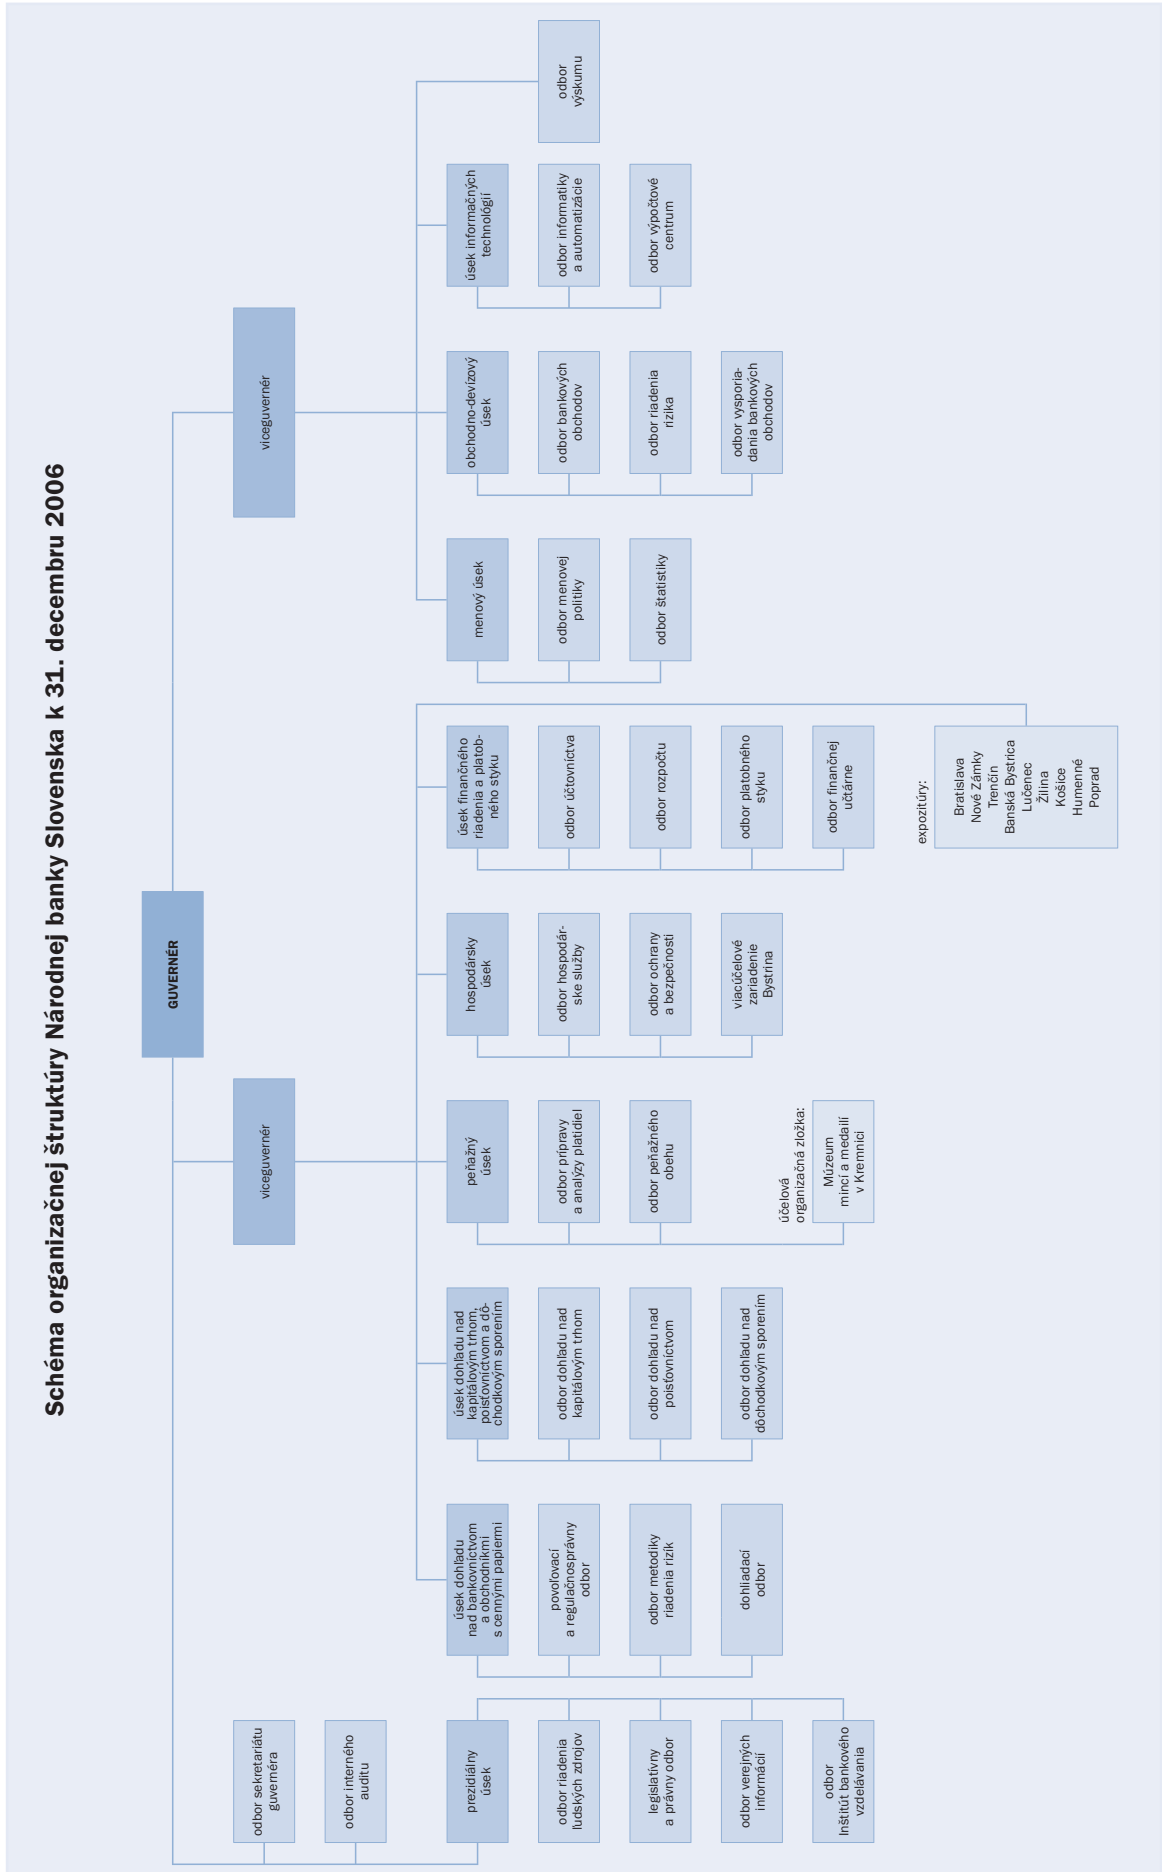 Schéma organizačnej štruktúry Národnej banky Slovenska k 31. decembru 2006
GUVERNÉR
viceguvernér
viceguvernér
odbor sekretariátu
guvernéra
odbor interného
auditu
prezidiálny
úsek
odbor riadenia
ľudských zdrojov
legislatívny
a právny odbor
odbor verejných
informácií
odbor
Inštitút bankového
vzdelávania
úsek dohľadu
nad bankovníctvom
a obchodníkmi
s cennými papiermi
povoľovací
a regulačnosprávny
odbor
odbor metodiky
riadenia rizík
dohliadací
odbor
úsek dohľadu nad
kapitálovým trhom,
poisťovníctvom a dô-
chodkovým sporením
odbor dohľadu nad
kapitálovým trhom
odbor dohľadu nad
poisťovníctvom
odbor dohľadu nad
dôchodkovým sporením
peňažný
úsek
odbor prípravy
a analýzy platidiel
odbor peňažného
obehu
účelová
organizačná zložka:
Múzeum
mincí a medailí
v Kremnici
hospodársky
úsek
odbor hospodár-
ske služby
odbor ochrany
a bezpečnosti
viacúčelové
zariadenie
Bystrina
úsek finančného
riadenia a platob-
ného styku
odbor účtovníctva
odbor rozpočtu
odbor platobného
styku
odbor finančnej
učtárne
expozitúry:
Bratislava
Nové Zámky
Trenčín
Banská Bystrica
Lučenec
Žilina
Košice
Humenné
Poprad
menový úsek
odbor menovej
politiky
odbor štatistiky
obchodno-devízový
úsek
odbor bankových
obchodov
odbor riadenia
rizika
odbor vysporia-
dania bankových
obchodov
úsek informačných
technológií
odbor informatiky
a automatizácie
odbor výpočtové
centrum
odbor
výskumu